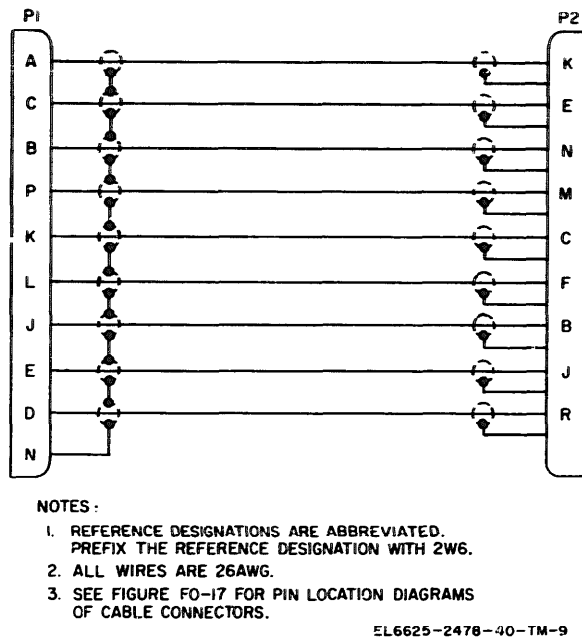 P1 P2
A K
C E
B N
P M
K C
L F
J B
E J
D R
N
NOTES:
1. REFERENCE DESIGNATIONS ARE ABBREVIATED.
PREFIX THE REFERENCE DESIGNATION WITH 2W6.
2. ALL WIRES ARE 26AWG.
3. SEE FIGURE FO-17 FOR PIN LOCATION DIAGRAMS
OF CABLE CONNECTORS.
EL6625-2478-40-TM-9